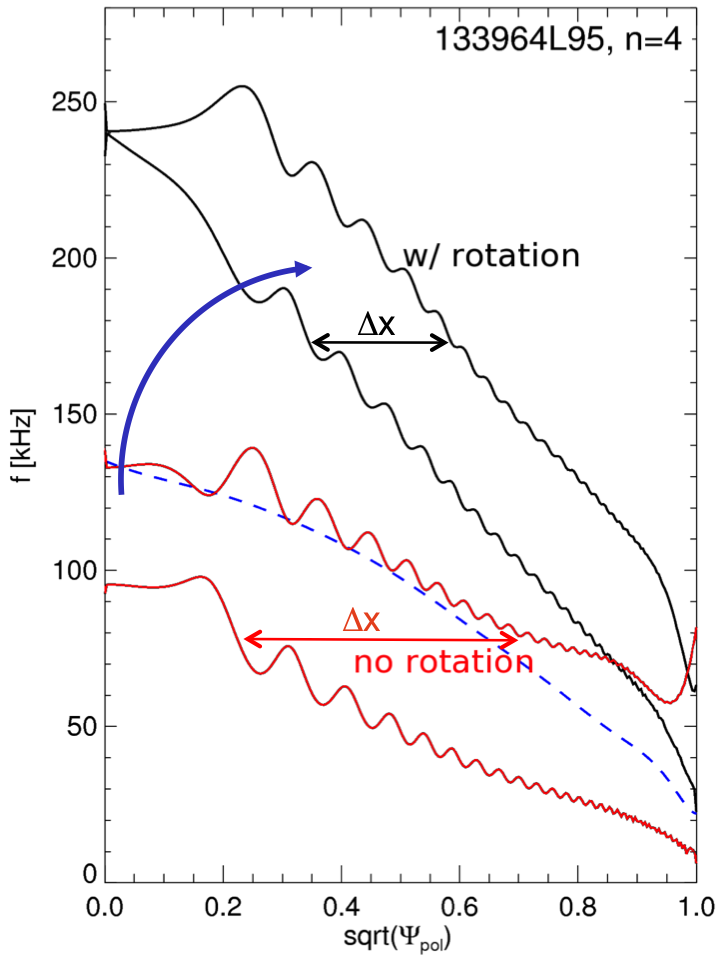 133964L95, n=4
250
200
150
100
50
0
f [kHz]
w/ rotation
Δx
Δx
no rotation
0.0 0.2 0.4 0.6 0.8 1.0
sqrt(Ψpol)